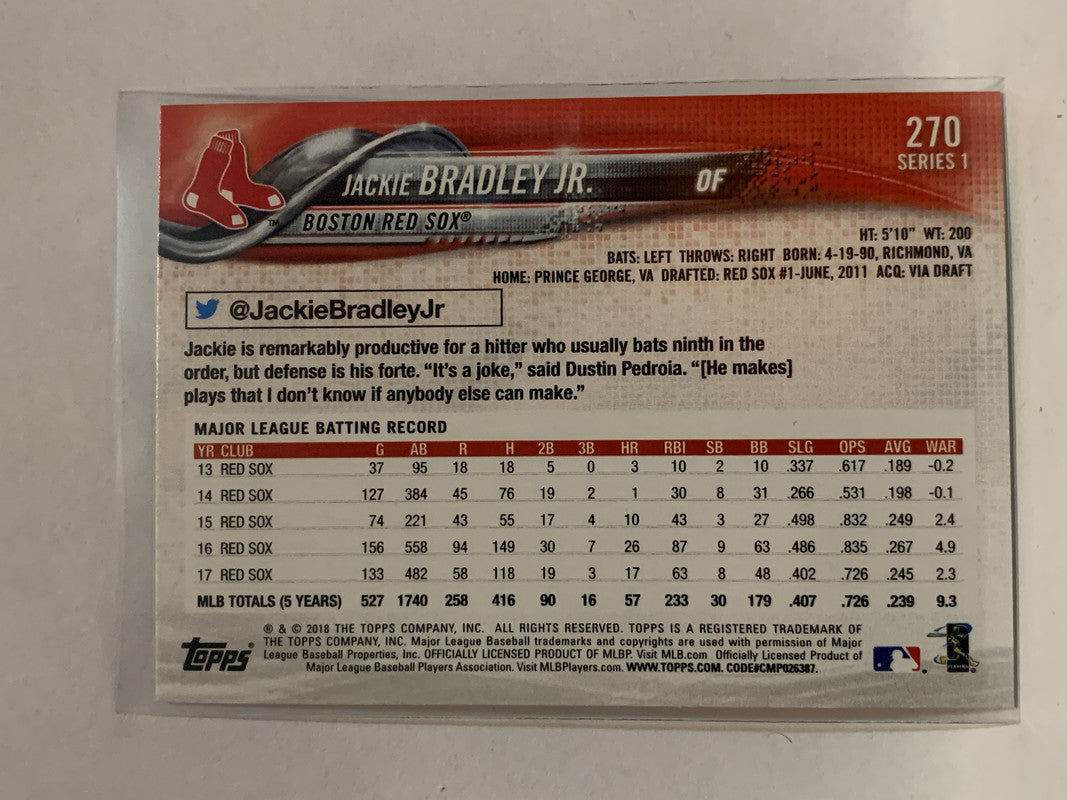 270
SERIES 1
JACKIE BRADLEY JR. OF
™ BOSTON RED SOX®
HT: 5'10" WT: 200
BATS: LEFT THROWS: RIGHT BORN: 4-19-90, RICHMOND, VA
HOME: PRINCE GEORGE, VA DRAFTED: RED SOX #1-JUNE, 2011 ACQ: VIA DRAFT
@JackieBradleyJr
Jackie is remarkably productive for a hitter who usually bats ninth in the
order, but defense is his forte. “It’s a joke,” said Dustin Pedroia. “[He makes]
plays that I don’t know if anybody else can make.”
MAJOR LEAGUE BATTING RECORD
YR CLUB G AB R H 2B 3B HR RBI SB BB SLG OPS AVG WAR
13 RED SOX 37 95 18 18 5 0 3 10 2 10 .337 .617 .189 -0.2
14 RED SOX 127 384 45 76 19 2 1 30 8 31 .266 .531 .198 -0.1
15 RED SOX 74 221 43 55 17 4 10 43 3 27 .498 .832 .249 2.4
16 RED SOX 156 558 94 149 30 7 26 87 9 63 .486 .835 .267 4.9
17 RED SOX 133 482 58 118 19 3 17 63 8 48 .402 .726 .245 2.3
MLB TOTALS (5 YEARS) 527 1740 258 416 90 16 57 233 30 179 .407 .726 .239 9.3
® & © 2018 THE TOPPS COMPANY, INC. ALL RIGHTS RESERVED. TOPPS IS A REGISTERED TRADEMARK OF
THE TOPPS COMPANY, INC. Major League Baseball trademarks and copyrights are used with permission of Major
League Baseball Properties, Inc. OFFICIALLY LICENSED PRODUCT OF MLBP. Visit MLB.com Officially Licensed Product of
Major League Baseball Players Association. Visit MLBPlayers.com. WWW.TOPPS.COM. CODE#CMP026387.
Topps